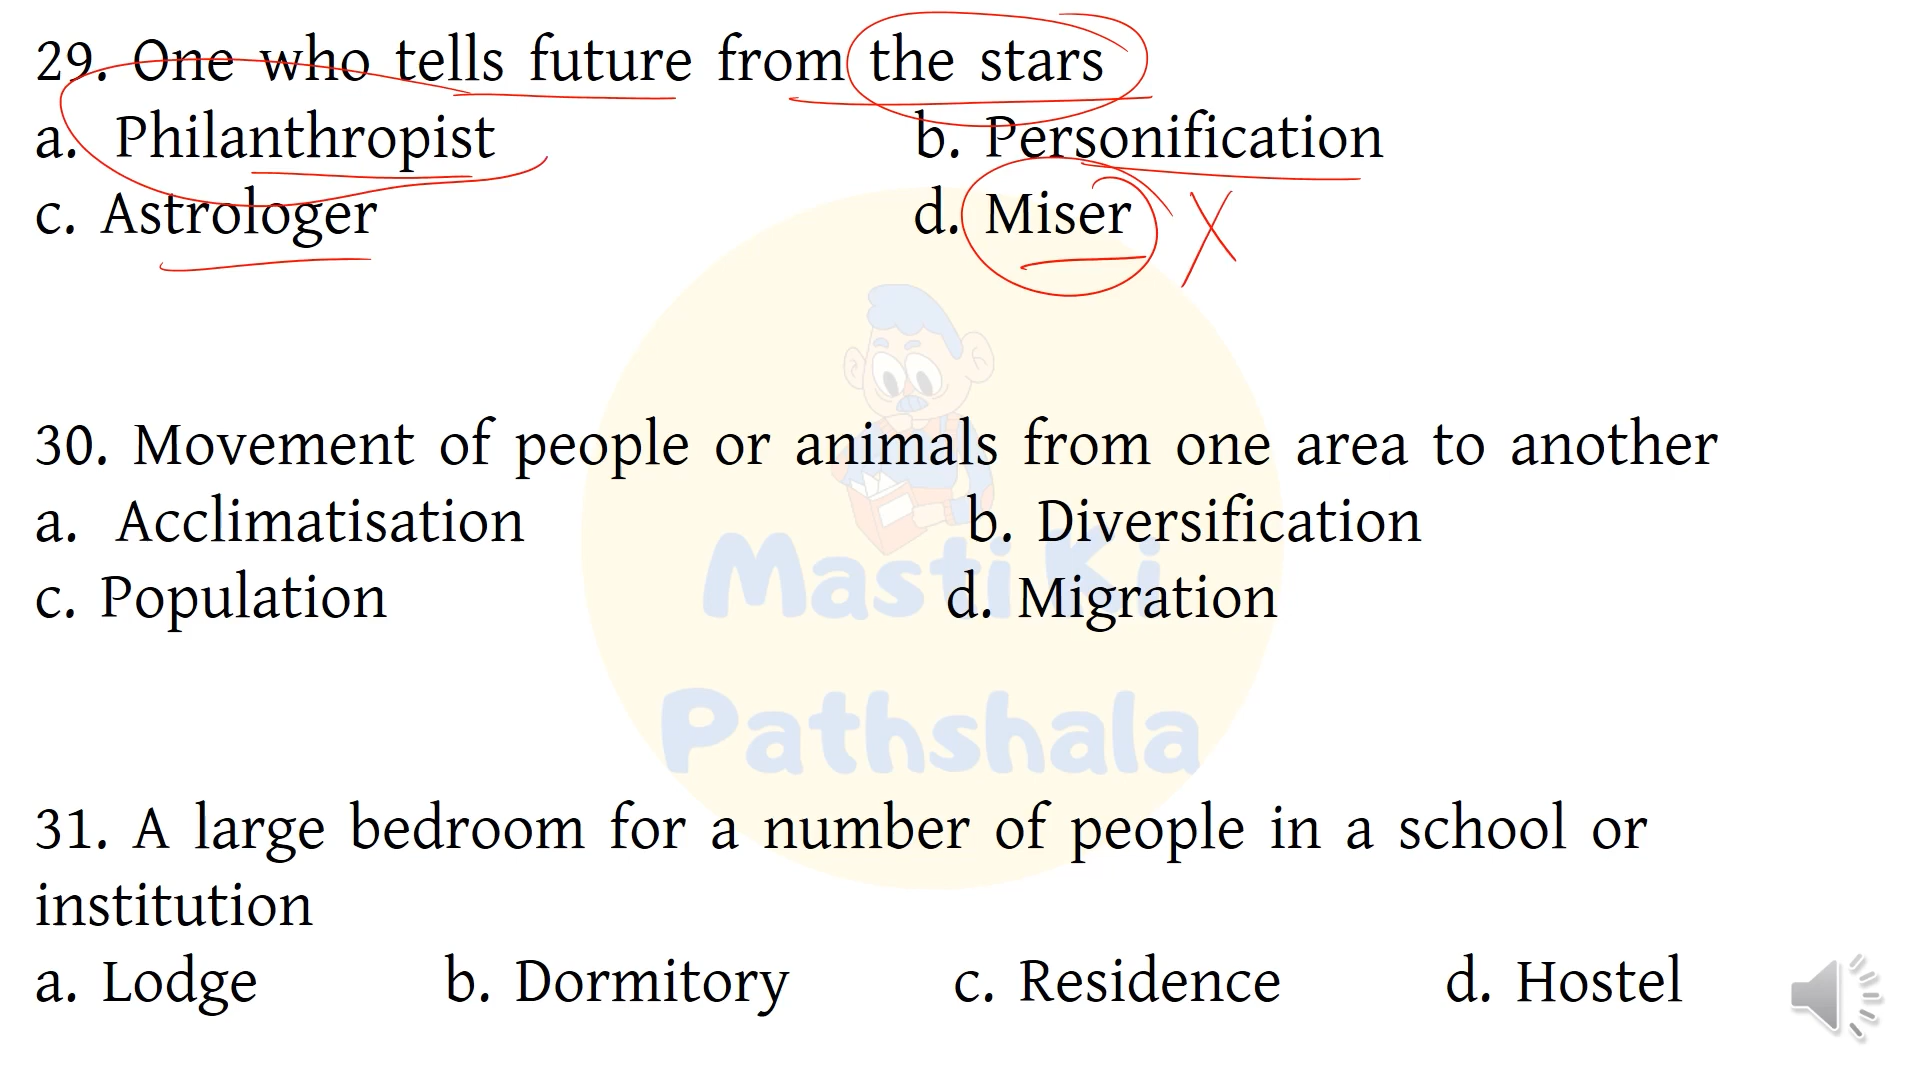 29. One who tells future from the stars
a. Philanthropist b. Personification
c. Astrologer d. Miser X
30. Movement of people or animals from one area to another
a. Acclimatisation b. Diversification
c. Population d. Migration
31. A large bedroom for a number of people in a school or
institution
a. Lodge b. Dormitory c. Residence d. Hostel
Masti Ki
Pathshala